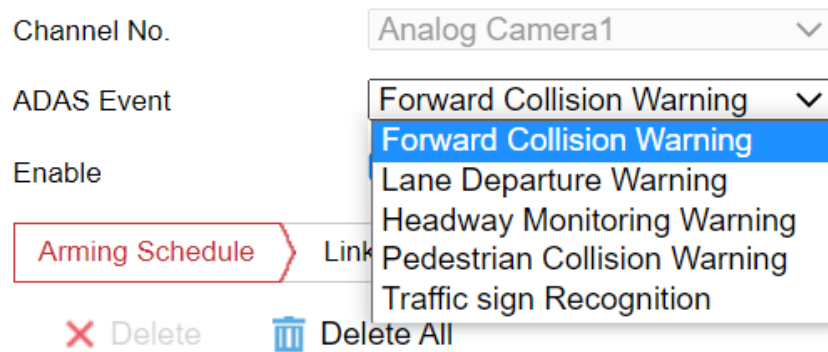 Channel No. Analog Camera1
ADAS Event Forward Collision Warning
Forward Collision Warning
Enable
Lane Departure Warning
Headway Monitoring Warning
Arming Schedule Link
Pedestrian Collision Warning
Traffic sign Recognition
Delete Delete All